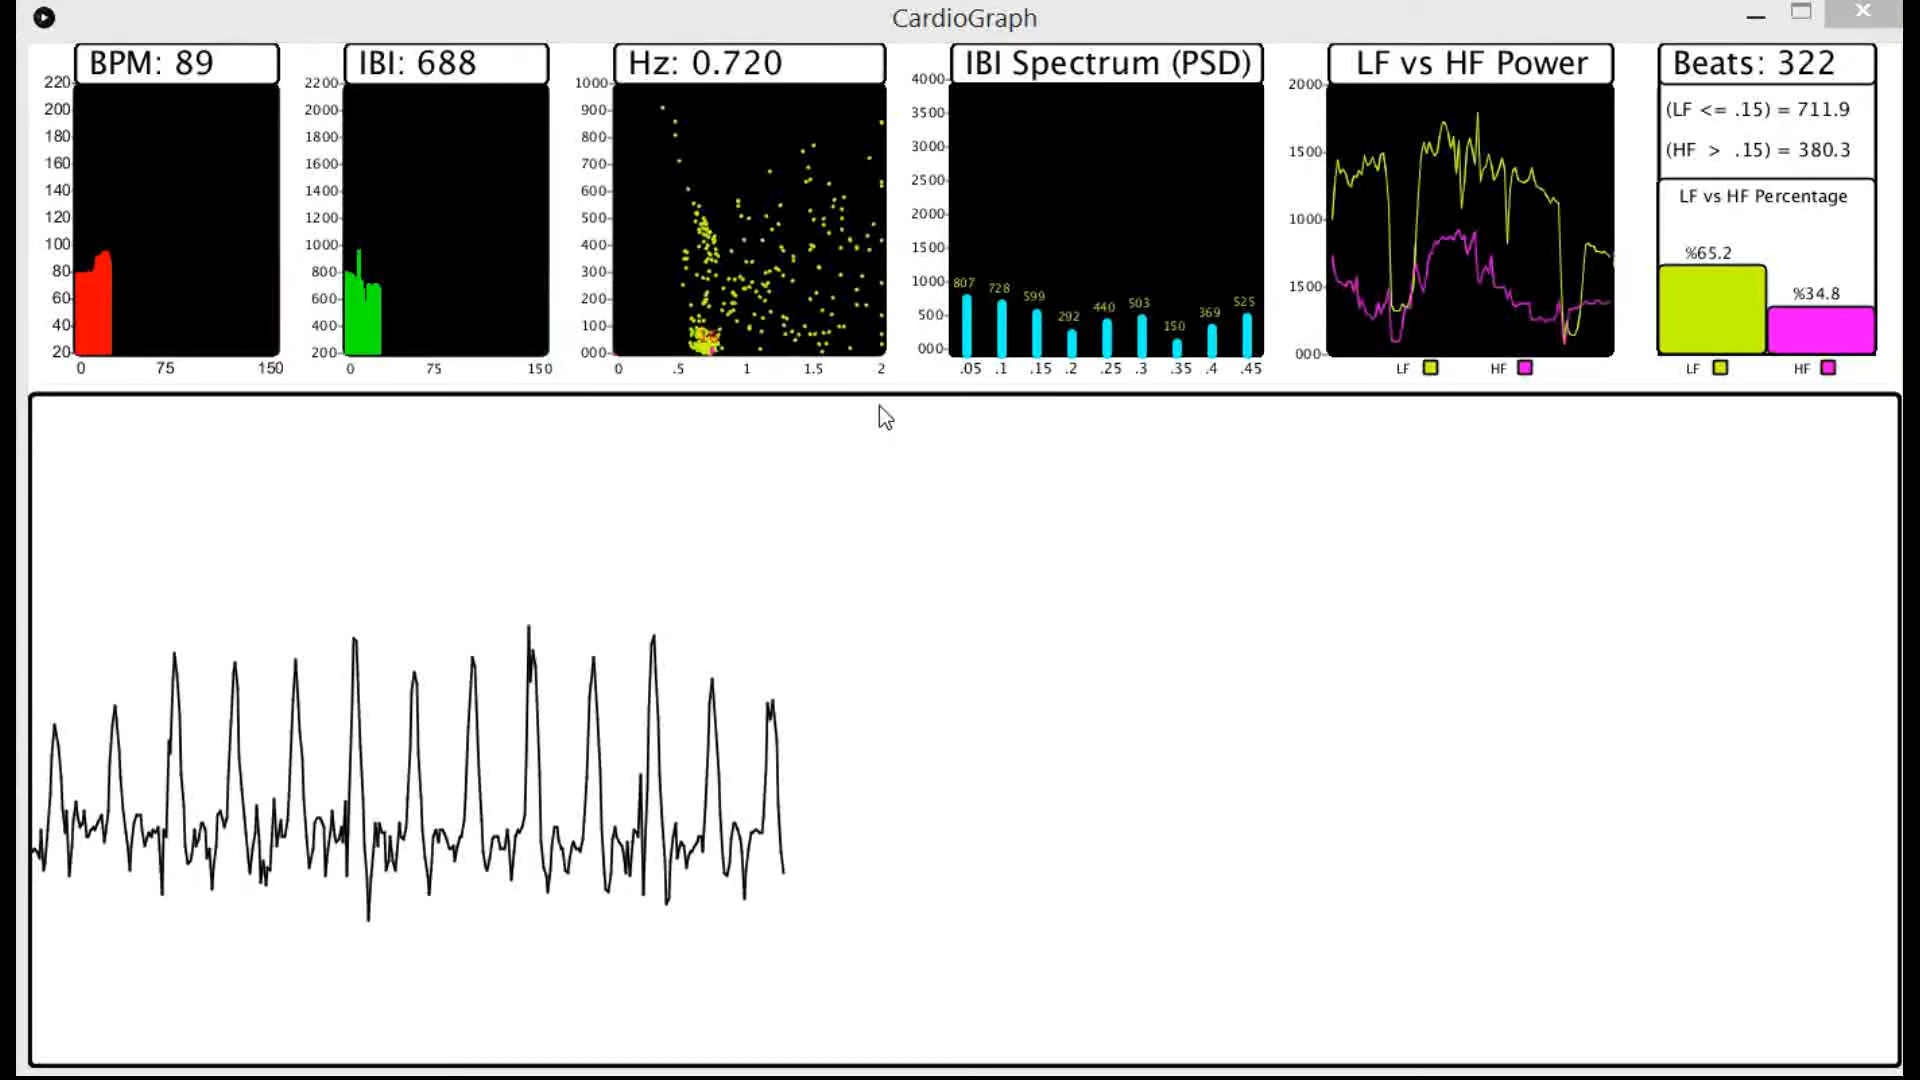 CardioGraph
BPM: 89
220
200
180
160
140
120
100
80
60
40
20
0 75 150
IBI: 688
2200
2000
1800
1600
1400
1200
1000
800
600
400
200
0 75 150
Hz: 0.720
1000
900
800
700
600
500
400
300
200
100
000
0 .5 1 1.5 2
IBI Spectrum (PSD)
4000
3500
3000
2500
2000
1500
1000
500
000
807 728 599 292 440 503 150 369 525
.05 .1 .15 .2 .25 .3 .35 .4 .45
LF vs HF Power
2000
1500
1000
1500
000
LF HF
Beats: 322
(LF <= .15) = 711.9
(HF > .15) = 380.3
LF vs HF Percentage
%65.2
%34.8
LF HF